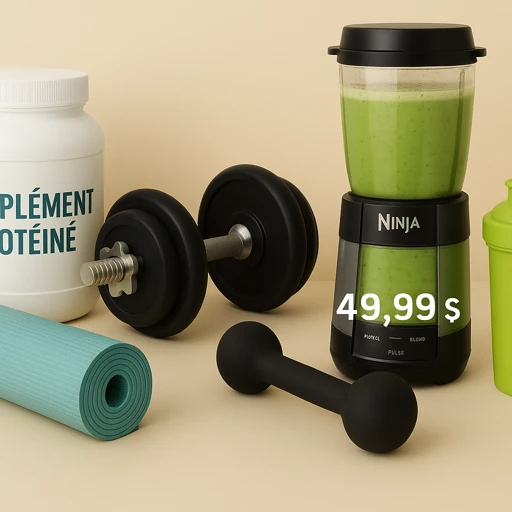 PLÉMENT
OTÉINÉ
NINJA
49,99 $
PULSE